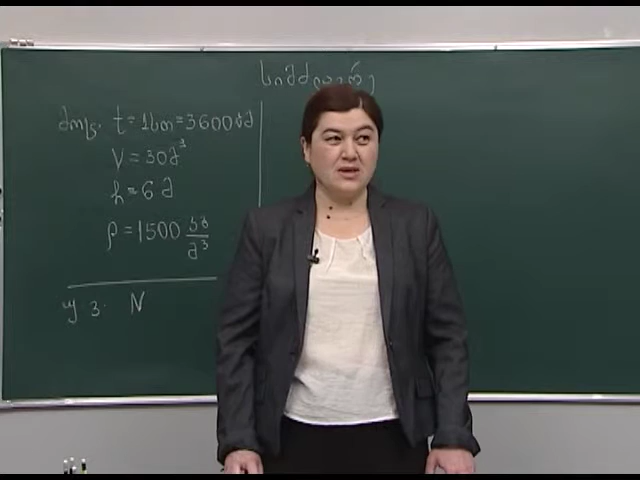 სიმძლავრე
მოც. t = 1სთ = 3600წმ
V = 30მ³
h = 6 მ
ρ = 1500 კგ/მ³
უ ვ. N